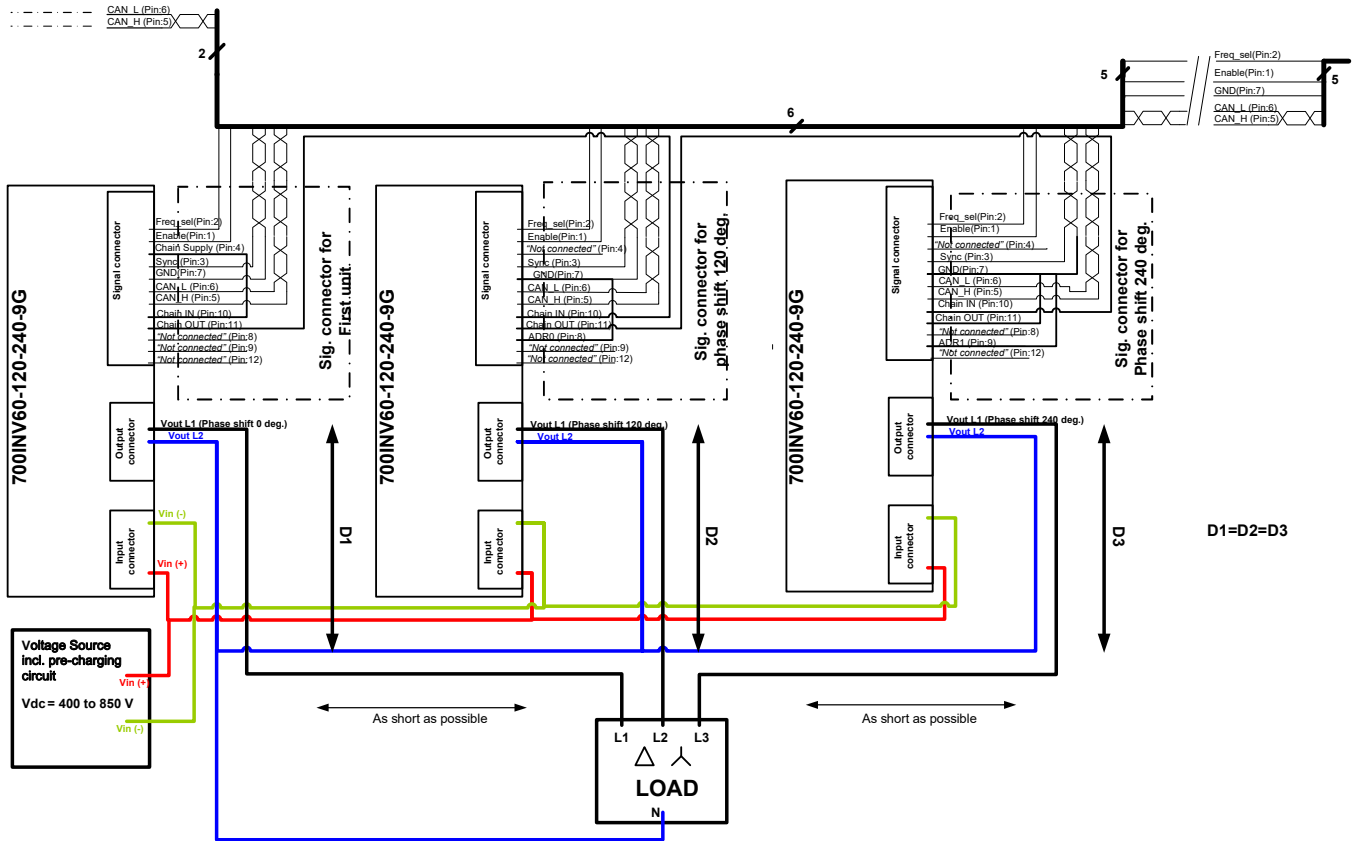 CAN_L (Pin:6)
CAN_H (Pin:5)
2
6
5
Freq_sel(Pin:2)
Enable(Pin:1)
GND(Pin:7)
CAN_L (Pin:6)
CAN_H (Pin:5)
5
700INV60-120-240-9G
Signal connector
Freq_sel(Pin:2)
Enable(Pin:1)
Chain Supply (Pin:4)
Sync(Pin:3)
GND(Pin:7)
CAN_L (Pin:6)
CAN_H (Pin:5)
Chain IN (Pin:10)
Chain OUT (Pin:11)
"Not connected" (Pin:8)
"Not connected" (Pin:9)
"Not connected" (Pin:12)
Sig. connector for
First unit.
Output
connector
Vout L1 (Phase shift 0 deg.)
Vout L2
Input
connector
Vin (-)
Vin (+)
D1
700INV60-120-240-9G
Signal connector
Freq_sel(Pin:2)
Enable(Pin:1)
"Not connected" (Pin:4)
Sync (Pin:3)
GND(Pin:7)
CAN_L (Pin:6)
CAN_H (Pin:5)
Chain IN (Pin:10)
Chain OUT (Pin:11)
ADR0 (Pin:8)
"Not connected" (Pin:9)
"Not connected" (Pin:12)
Sig. connector for
phase shift 120 deg.
Output
connector
Vout L1 (Phase shift 120 deg.)
Vout L2
Input
connector
D2
700INV60-120-240-9G
Signal connector
Freq_sel(Pin:2)
Enable(Pin:1)
"Not connected" (Pin:4)
Sync (Pin:3)
GND(Pin:7)
CAN_L (Pin:6)
CAN_H (Pin:5)
Chain IN (Pin:10)
Chain OUT (Pin:11)
"Not connected" (Pin:8)
ADR1 (Pin:9)
"Not connected" (Pin:12)
Sig. connector for
Phase shift 240 deg.
Output
connector
Vout L1 (Phase shift 240 deg.)
Vout L2
Input
connector
D3
D1=D2=D3
Voltage Source
incl. pre-charging
circuit
Vin (+)
Vdc = 400 to 850 V
Vin (-)
As short as possible
As short as possible
L1 L2 L3
LOAD
N